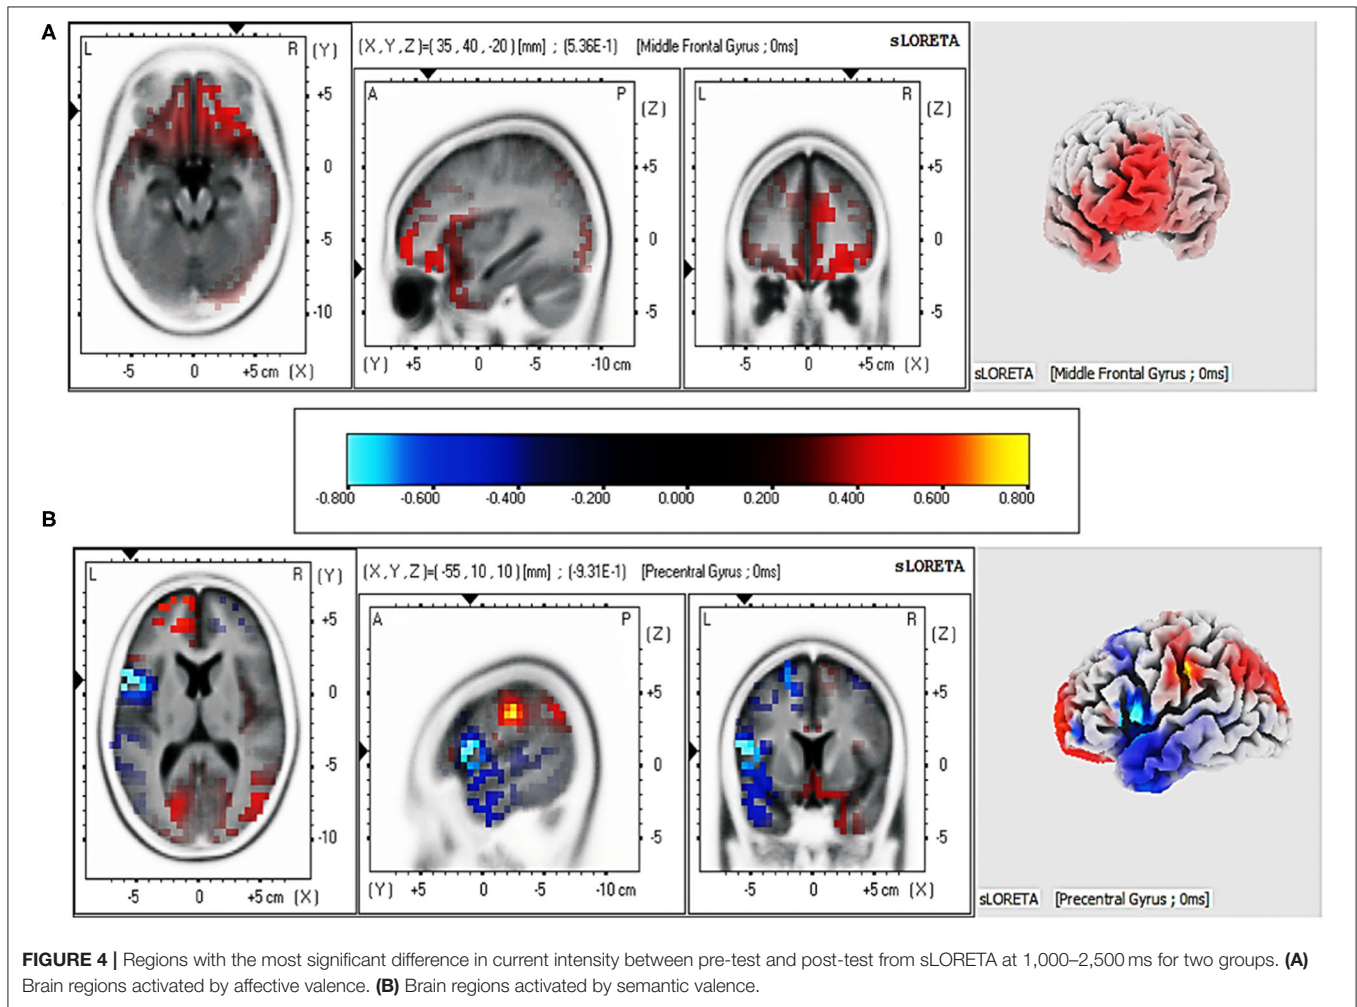 A
L R (Y)
+5
0
-5
-10
-5 0 +5 cm (X)
(X, Y, Z)=( 35, 40, -20) [mm] ; (5.36E-1) [Middle Frontal Gyrus ; 0ms] sLORETA
A P (Z)
+5
0
-5
(Y) +5 0 -5 -10 cm
L R (Z)
+5
0
-5
-5 0 +5 cm (X)
sLORETA [Middle Frontal Gyrus ; 0ms]
-0.800 -0.600 -0.400 -0.200 0.000 0.200 0.400 0.600 0.800
B
L R (Y)
+5
0
-5
-10
-5 0 +5 cm (X)
(X, Y, Z)=( -55, 10, 10) [mm] ; (-9.31E-1) [Precentral Gyrus ; 0ms] sLORETA
A P (Z)
+5
0
-5
(Y) +5 0 -5 -10 cm
L R (Z)
+5
0
-5
-5 0 +5 cm (X)
sLORETA [Precentral Gyrus ; 0ms]
FIGURE 4 | Regions with the most significant difference in current intensity between pre-test and post-test from sLORETA at 1,000–2,500 ms for two groups. (A)
Brain regions activated by affective valence. (B) Brain regions activated by semantic valence.